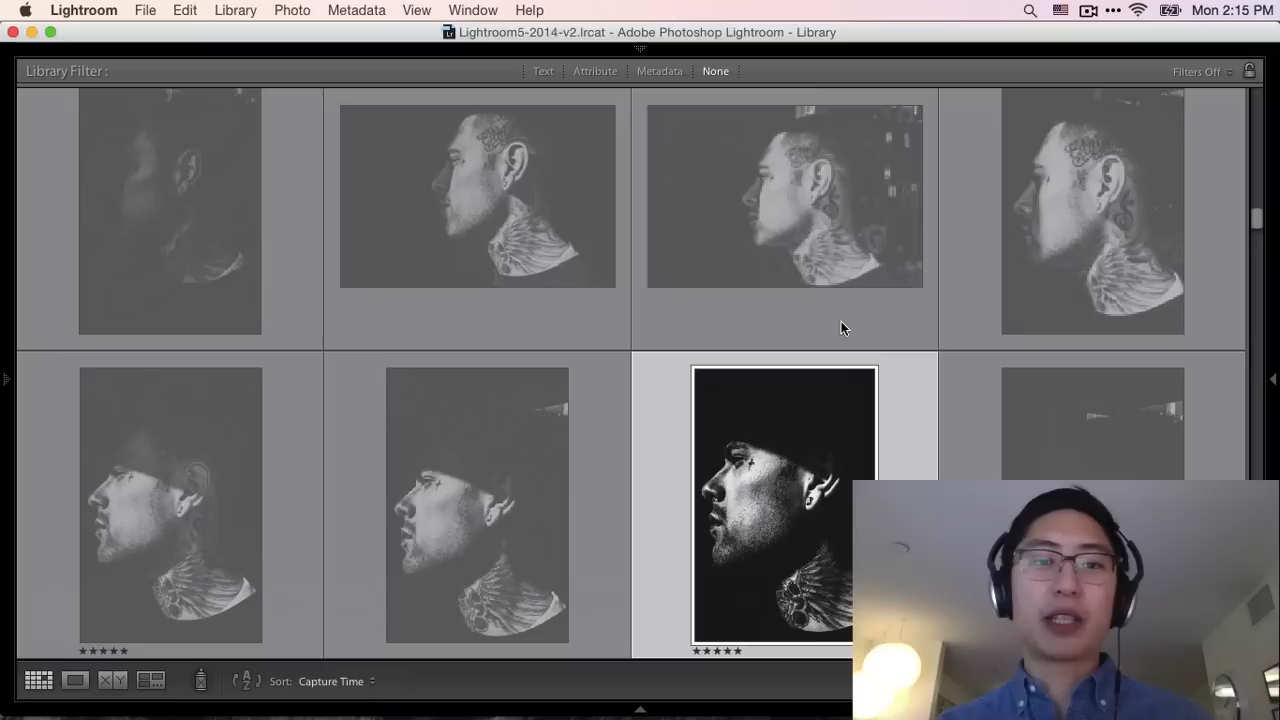 Lightroom File Edit Library Photo Metadata View Window Help Mon 2:15 PM
Lightroom5-2014-v2.lrcat - Adobe Photoshop Lightroom - Library
Library Filter : Text Attribute Metadata None Filters Off
Sort: Capture Time